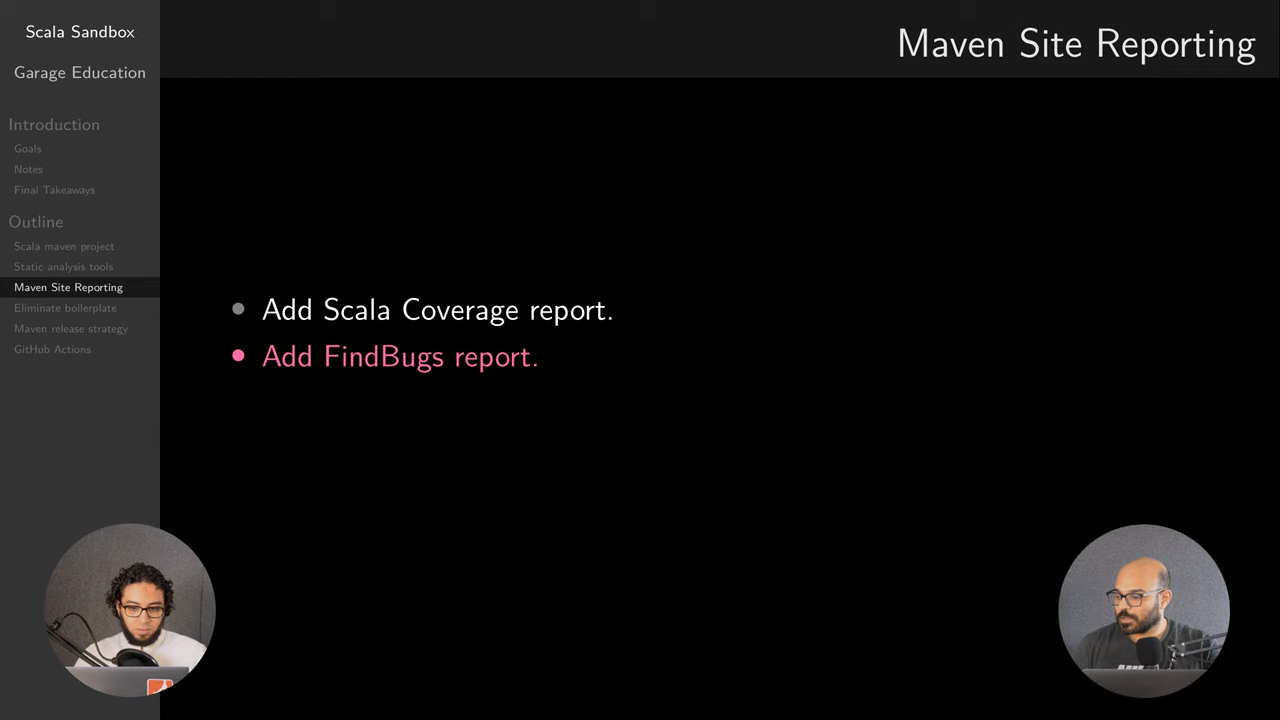 Scala Sandbox
Garage Education
Introduction
Goals
Notes
Final Takeaways
Outline
Scala maven project
Static analysis tools
Maven Site Reporting
Eliminate boilerplate
Maven release strategy
GitHub Actions
Maven Site Reporting
Add Scala Coverage report.
Add FindBugs report.